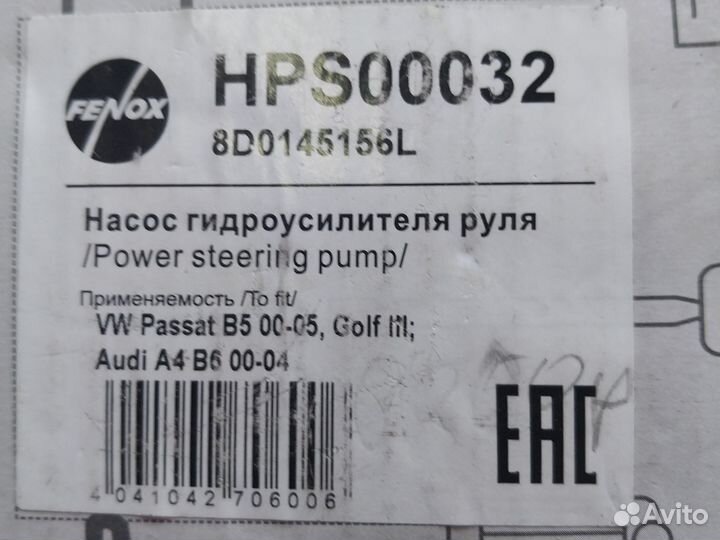 FENOX
HPS00032
8D0145156L
Насос гидроусилителя руля
/Power steering pump/
Применяемость /To fit/
VW Passat B5 00-05, Golf III;
Audi A4 B6 00-04
4 041042 706006
EAC
Avito